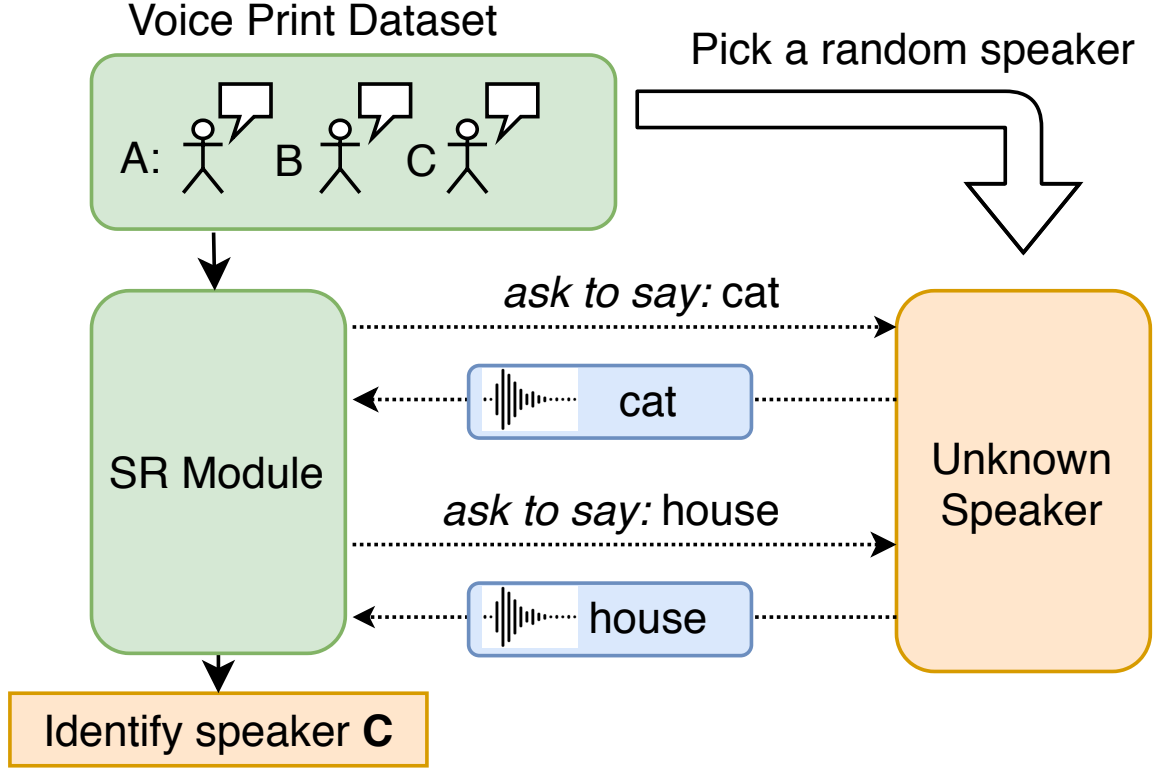 Voice Print Dataset
Pick a random speaker
A: B C
ask to say: cat
cat
SR Module
Unknown
Speaker
ask to say: house
house
Identify speaker C